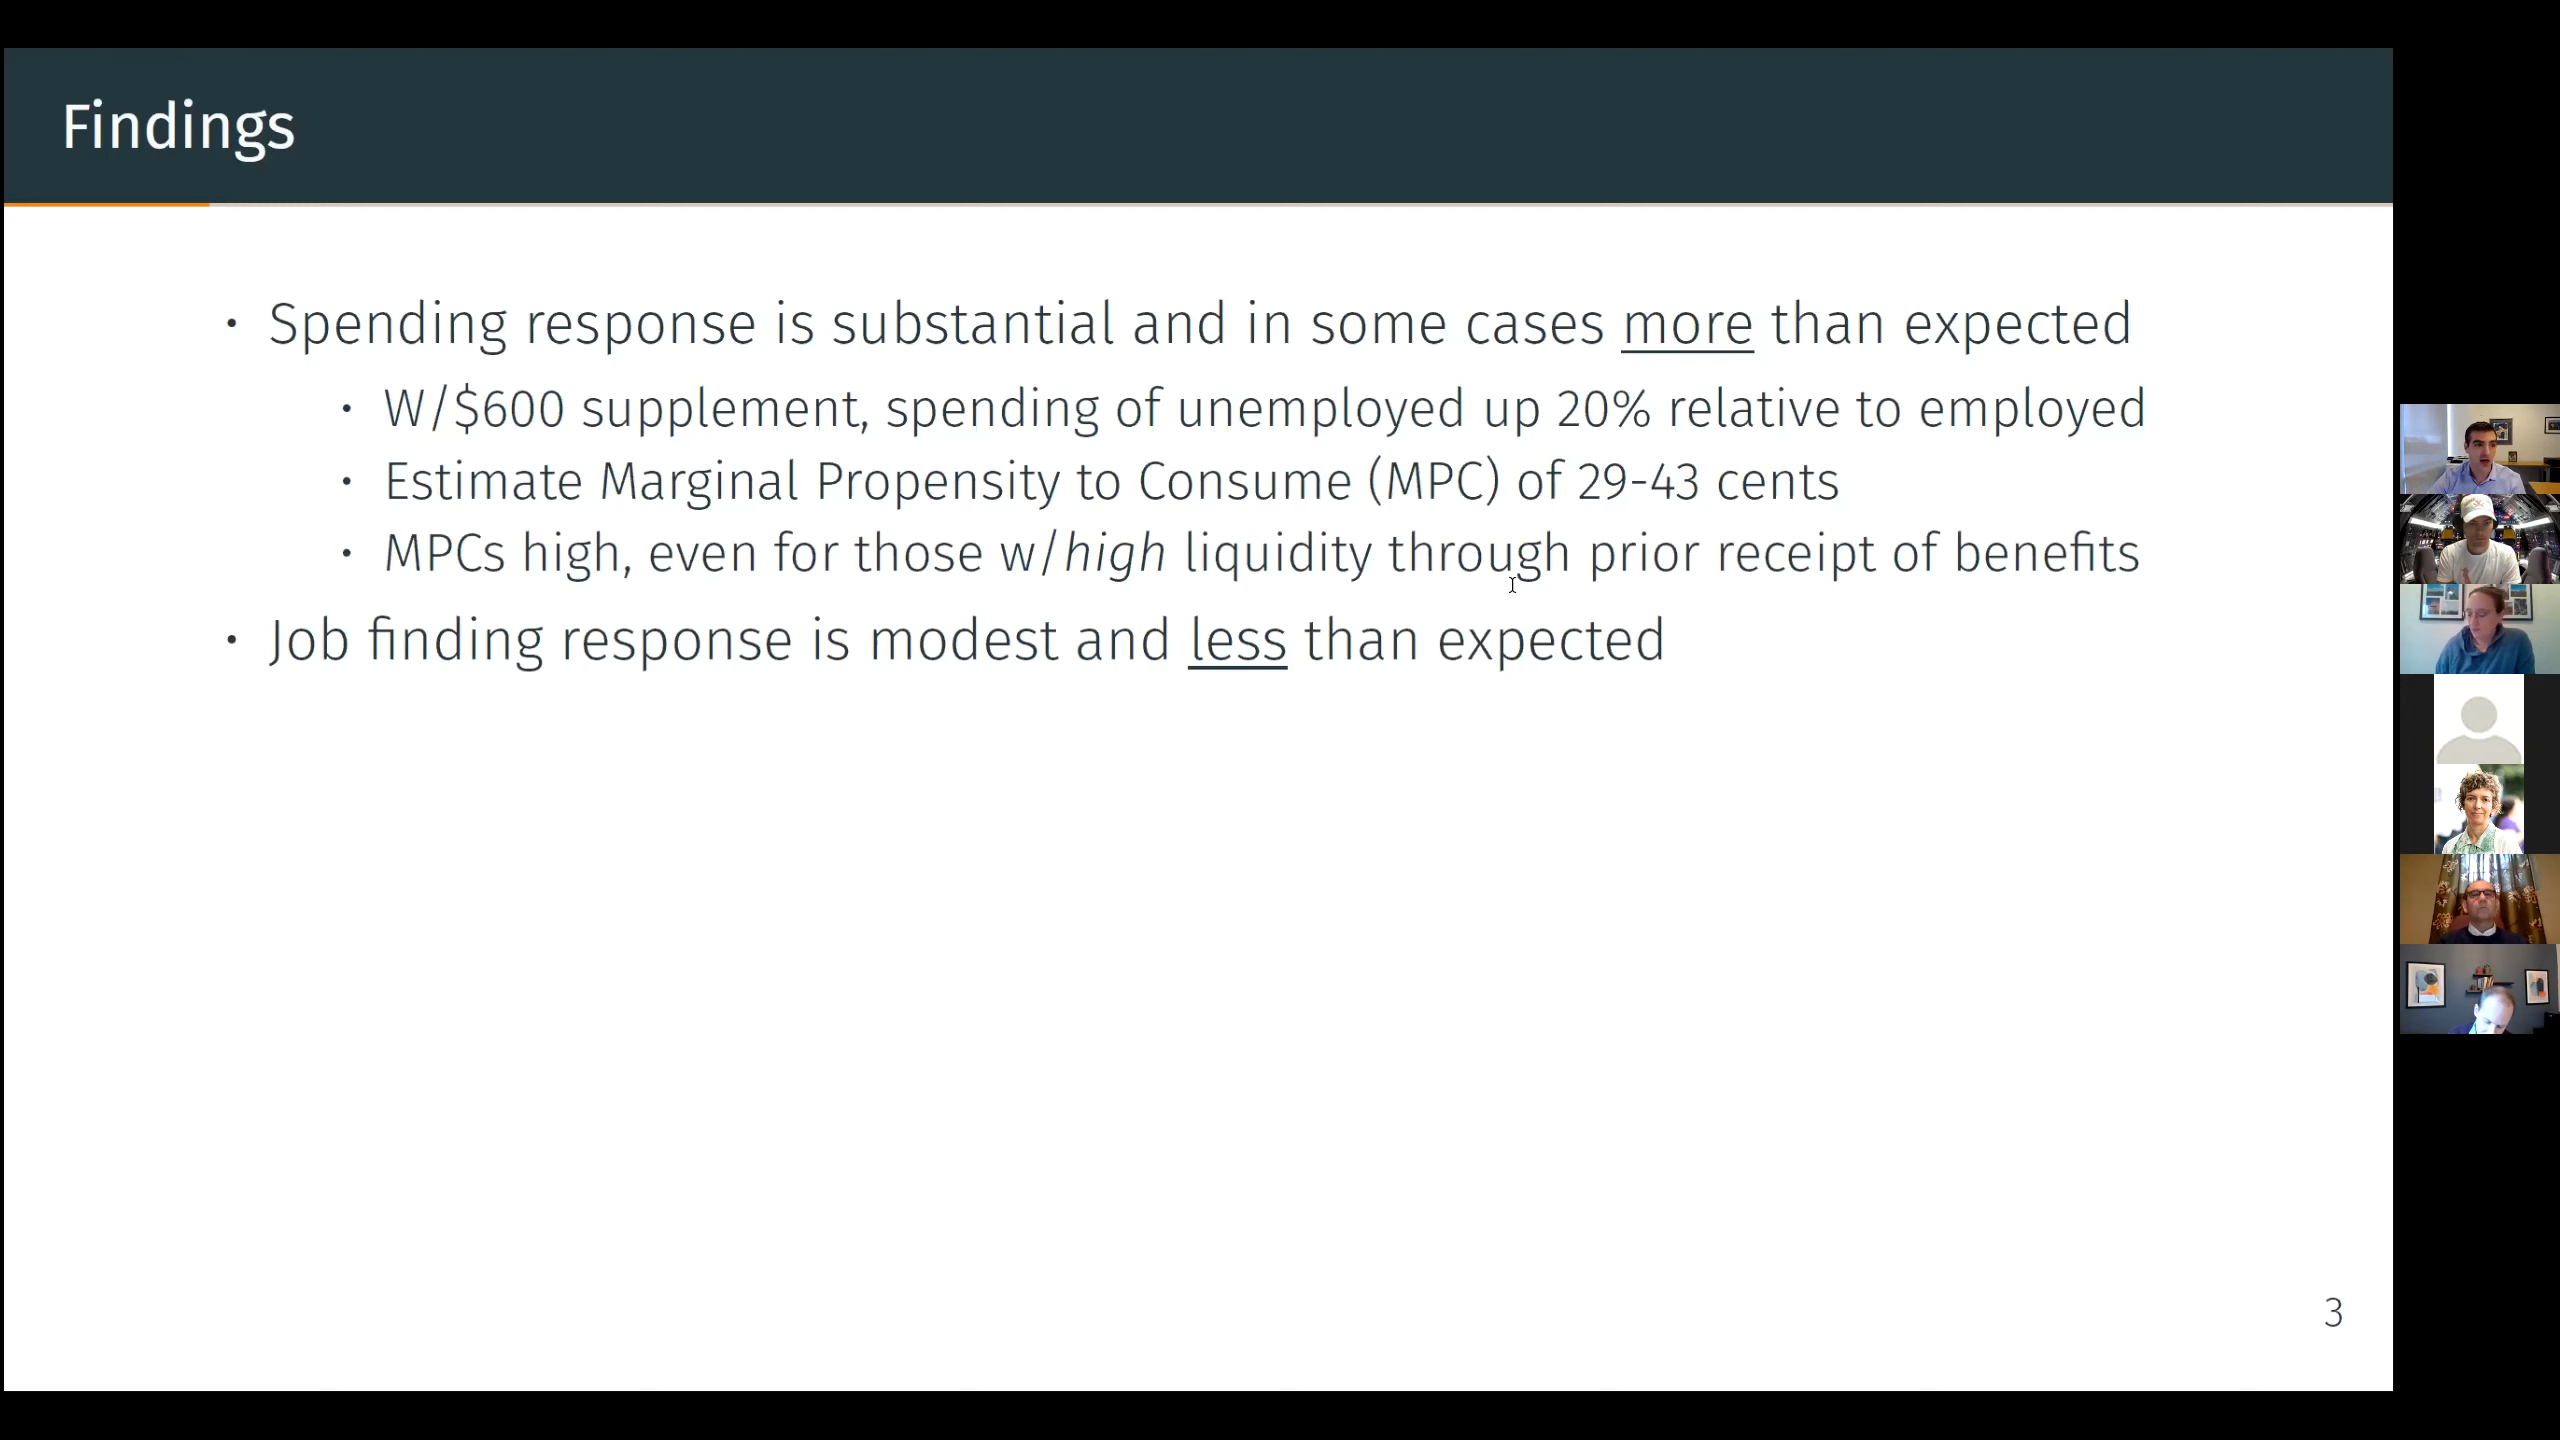 Findings
• Spending response is substantial and in some cases more than expected
• W/$600 supplement, spending of unemployed up 20% relative to employed
• Estimate Marginal Propensity to Consume (MPC) of 29-43 cents
• MPCs high, even for those w/high liquidity through prior receipt of benefits
• Job finding response is modest and less than expected
3